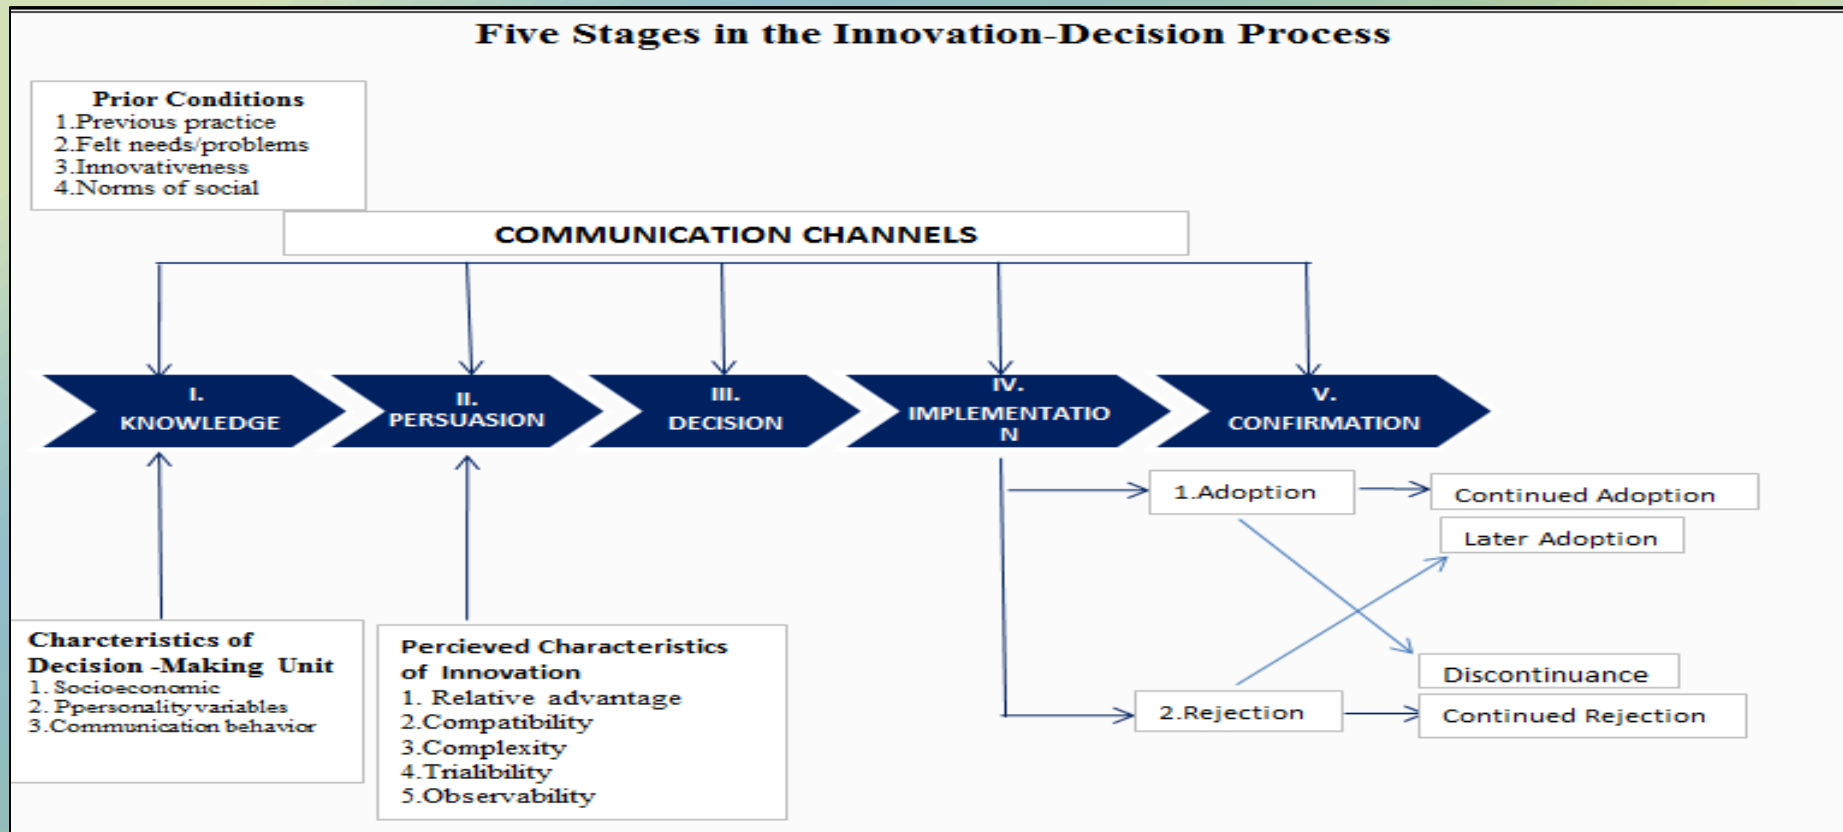 Five Stages in the Innovation-Decision Process
Prior Conditions
1.Previous practice
2.Felt needs/problems
3.Innovativeness
4.Norms of social
COMMUNICATION CHANNELS
I.
KNOWLEDGE
II.
PERSUASION
III.
DECISION
IV.
IMPLEMENTATIO
N
V.
CONFIRMATION
1.Adoption
Continued Adoption
Later Adoption
Discontinuance
2.Rejection
Continued Rejection
Charcteristics of
Decision -Making Unit
1. Socioeconomic
2. Ppersonality variables
3.Communication behavior
Percieved Characteristics
of Innovation
1. Relative advantage
2.Compatibility
3.Complexity
4.Trialibility
5.Observability